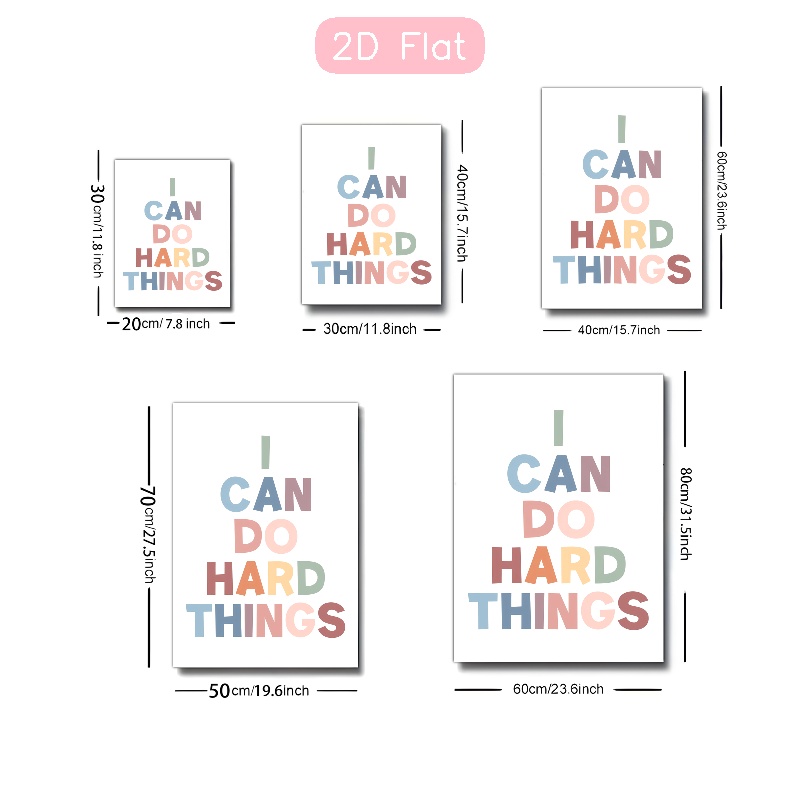 2D Flat
I
CAN
DO
HARD
THINGS
30cm/11.8 inch
20cm/ 7.8 inch
I
CAN
DO
HARD
THINGS
40cm/15.7inch
30cm/11.8inch
I
CAN
DO
HARD
THINGS
60cm/23.6inch
40cm/15.7inch
I
CAN
DO
HARD
THINGS
70cm/27.5inch
50cm/19.6inch
I
CAN
DO
HARD
THINGS
80cm/31.5inch
60cm/23.6inch